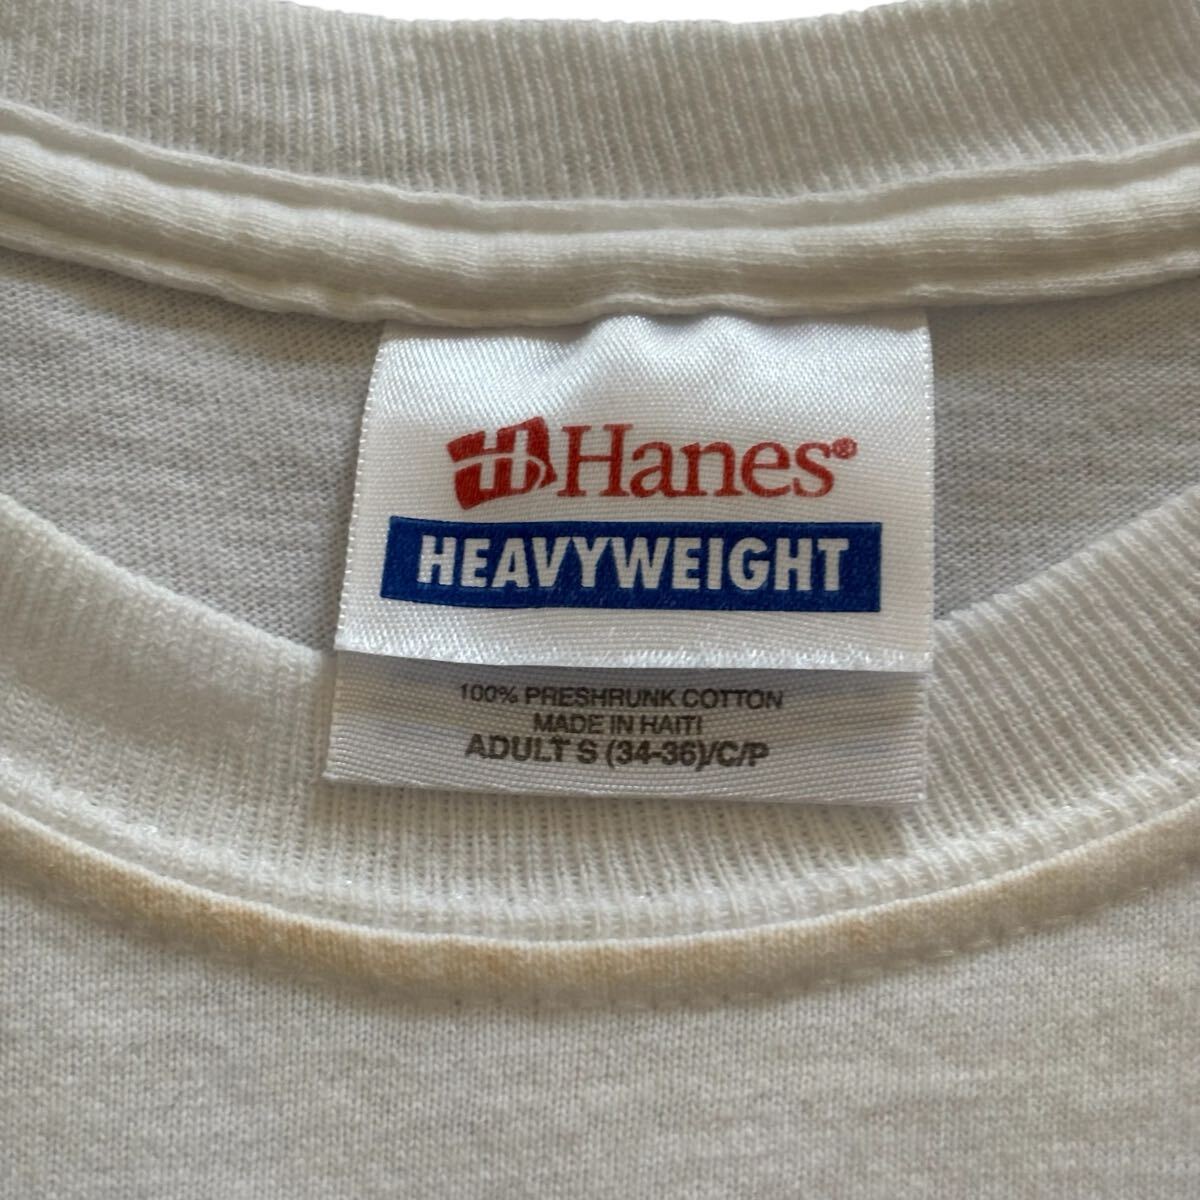 Hanes®
HEAVYWEIGHT
100% PRESHRUNK COTTON
MADE IN HAITI
ADULT S (34-36)/C/P